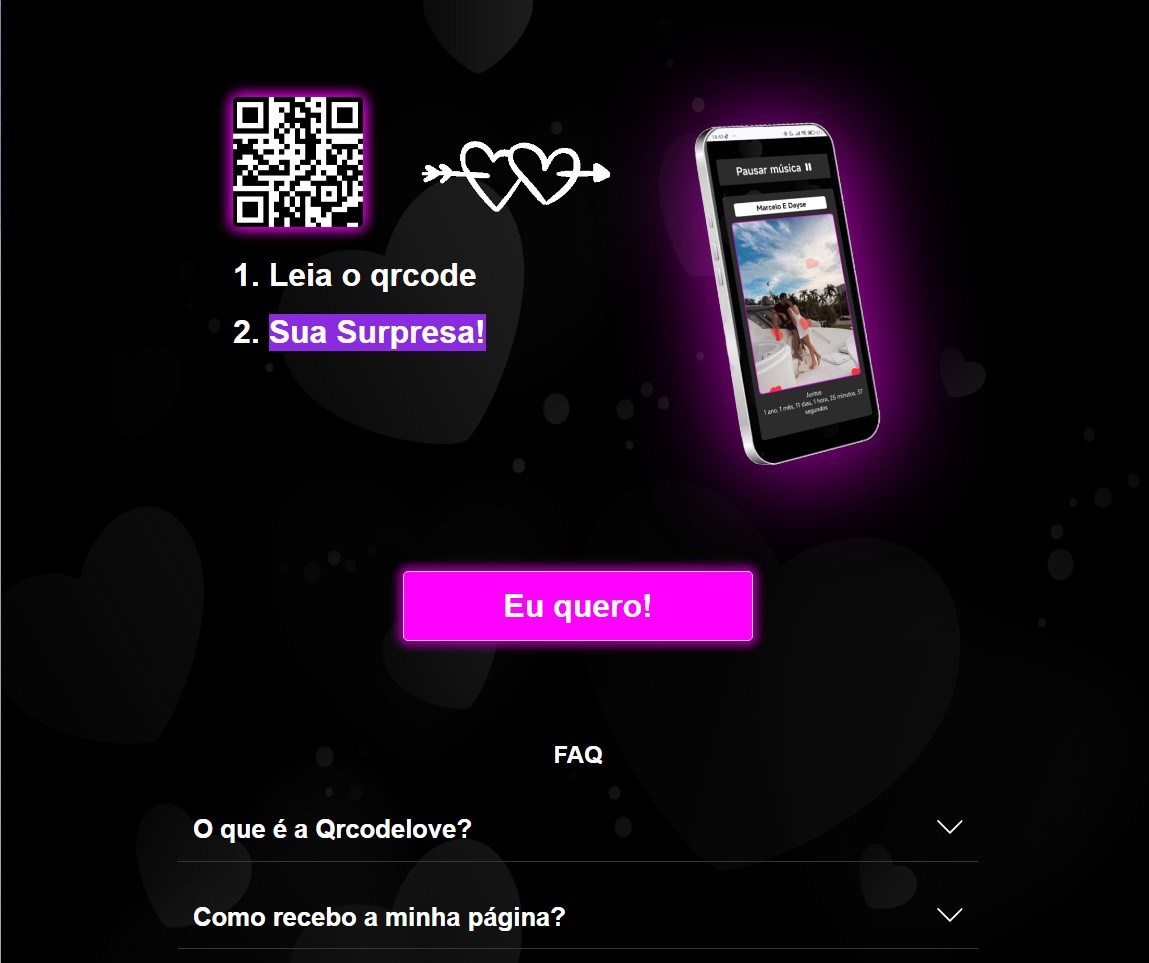 1. Leia o qrcode
2. Sua Surpresa!
Pausar música
Marcelo E Dayse
Juntos
1 ano, 1 mês, 11 dias, 1 hora, 25 minutos, 37
segundos
Eu quero!
FAQ
O que é a Qrcodelove?
Como recebo a minha página?